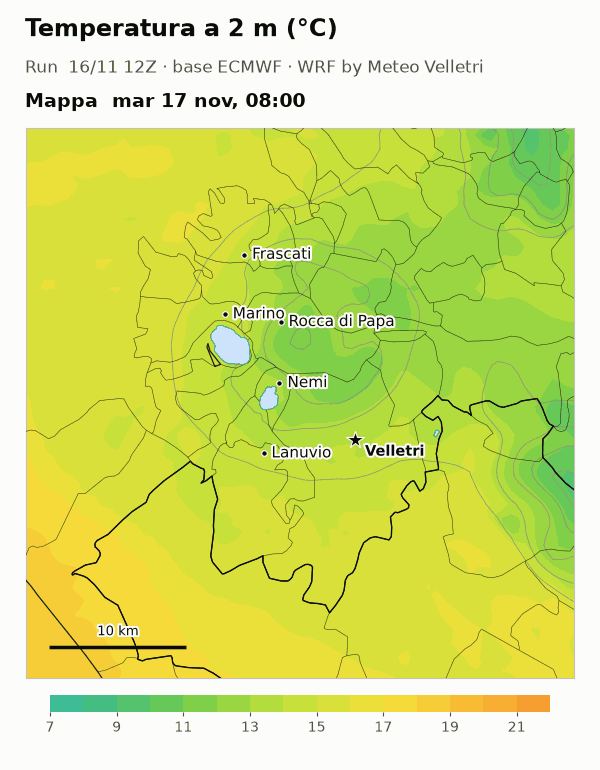 Temperatura a 2 m (°C)
Run  16/11 12Z · base ECMWF · WRF by Meteo Velletri
Mappa  mar 17 nov, 08:00
Frascati
Marino
Rocca di Papa
Nemi
Velletri
Lanuvio
10 km
7 9 11 13 15 17 19 21